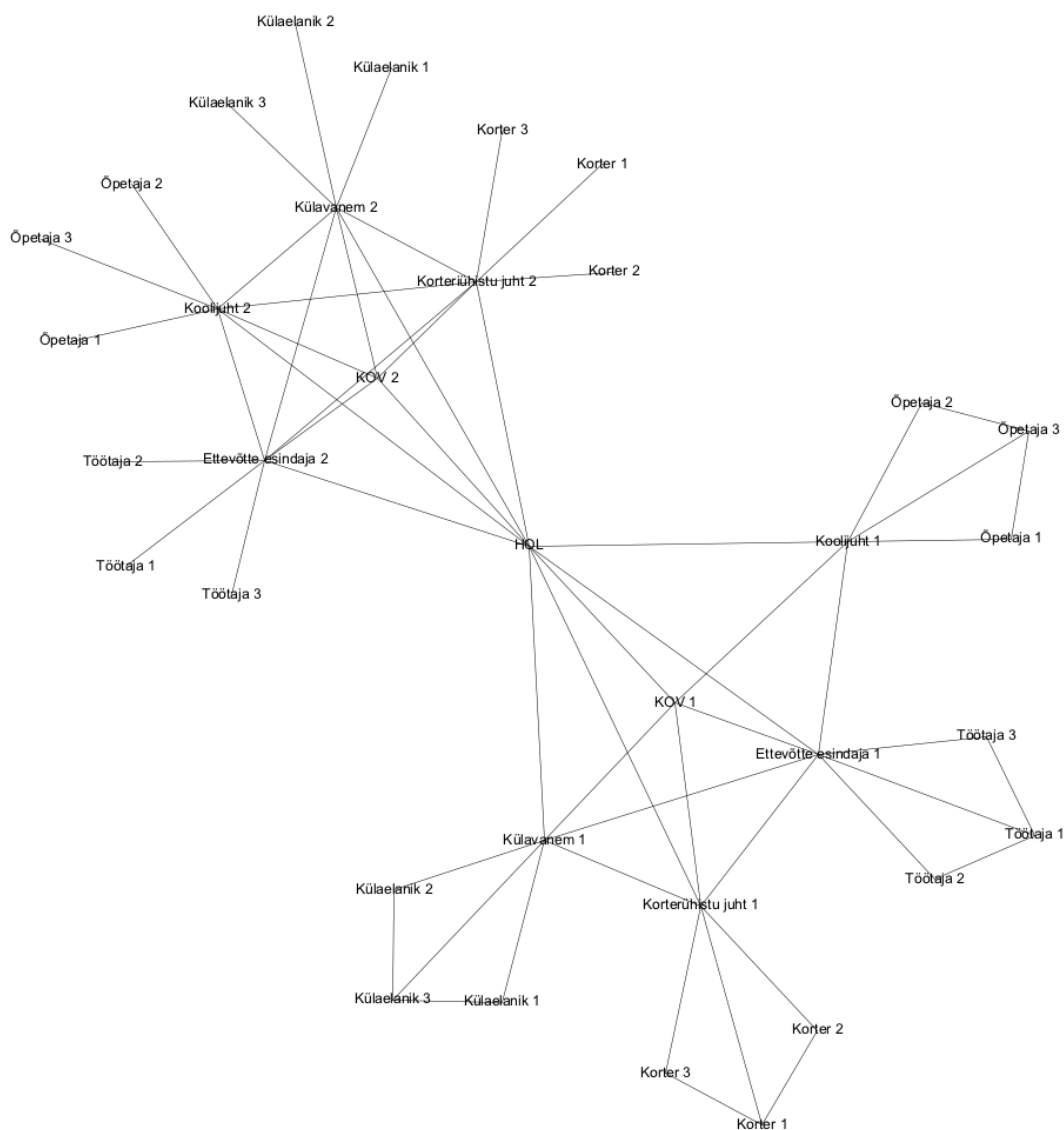 Külaelanik 2
Külaelanik 1
Külaelanik 3
Korter 3
Korter 1
Õpetaja 2
Külavanem 2
Õpetaja 3
Korteriühistu juht 2
Korter 2
Koolijuht 2
Õpetaja 1
KOV 2
Õpetaja 2
Õpetaja 3
Töötaja 2
Ettevõtte esindaja 2
HOL
Koolijuht 1
Õpetaja 1
Töötaja 1
Töötaja 3
KOV 1
Töötaja 3
Ettevõtte esindaja 1
Töötaja 1
Külavanem 1
Töötaja 2
Külaelanik 2
Korterühistu juht 1
Külaelanik 3
Külaelanik 1
Korter 2
Korter 3
Korter 1